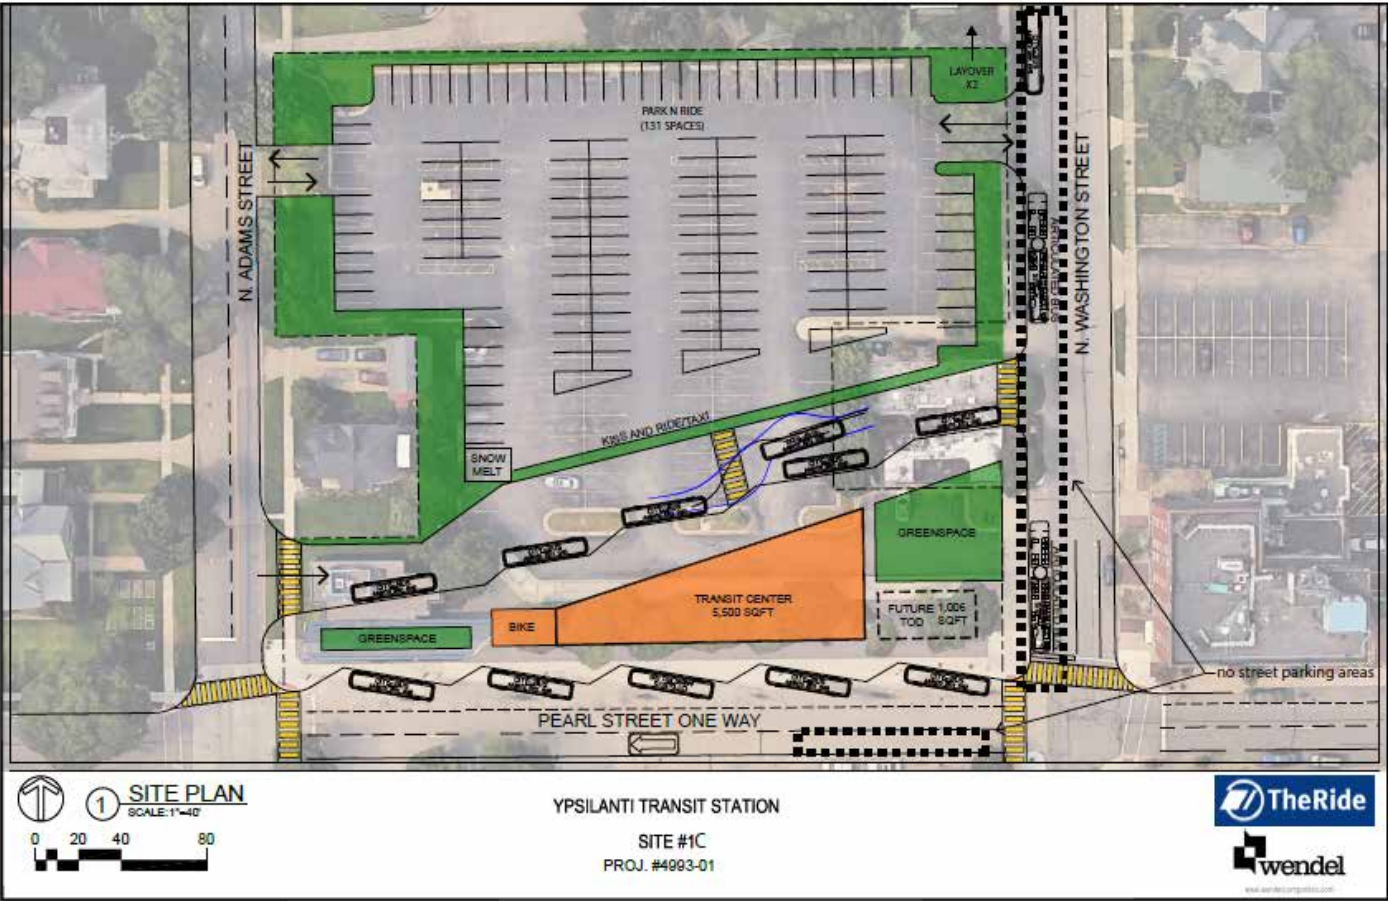 LAYOVER
X2
PARK N RIDE
(131 SPACES)
N. ADAMS STREET
N. WASHINGTON STREET
KISS AND RIDE/TAXI
SNOW
MELT
GREENSPACE
TRANSIT CENTER
5,500 SQFT
FUTURE 1,006
TOD SQFT
BIKE
GREENSPACE
no street parking areas
PEARL STREET ONE WAY
1 SITE PLAN
SCALE:1"=40'
0 20 40 80
YPSILANTI TRANSIT STATION
SITE #1C
PROJ. #4993-01
TheRide
wendel